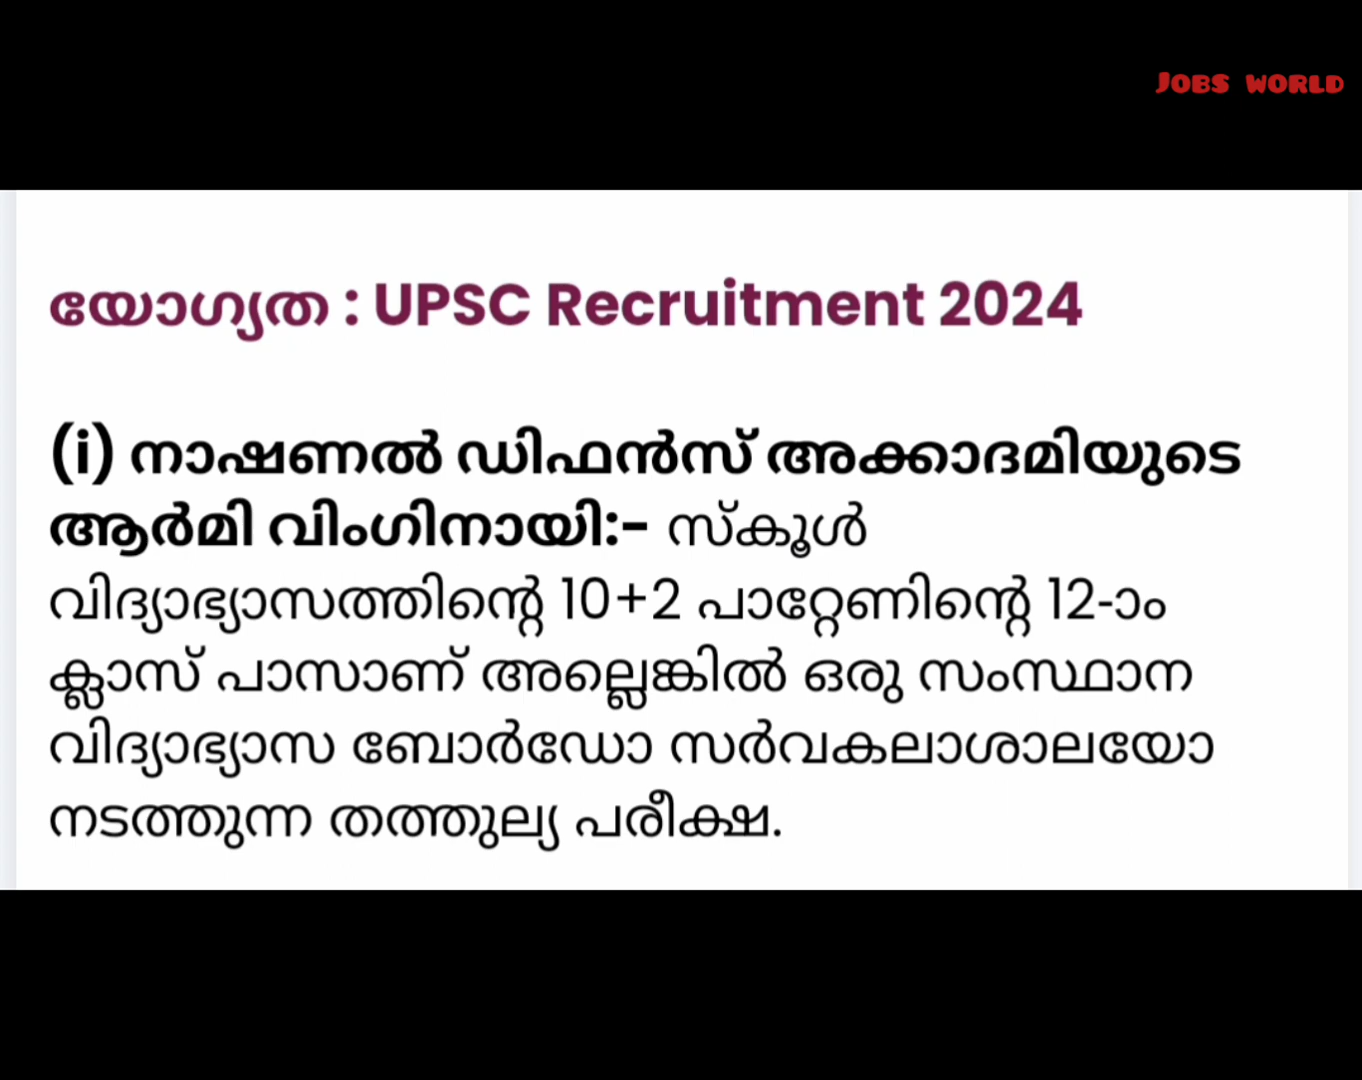 JOBS WORLD
യോഗ്യത : UPSC Recruitment 2024
(i) നാഷണൽ ഡിഫൻസ് അക്കാദമിയുടെ
ആർമി വിംഗിനായി:- സ്കൂൾ
വിദ്യാഭ്യാസത്തിന്റെ 10+2 പാറ്റേണിന്റെ 12-ാം
ക്ലാസ് പാസാണ് അല്ലെങ്കിൽ ഒരു സംസ്ഥാന
വിദ്യാഭ്യാസ ബോർഡോ സർവകലാശാലയോ
നടത്തുന്ന തത്തുല്യ പരീക്ഷ.